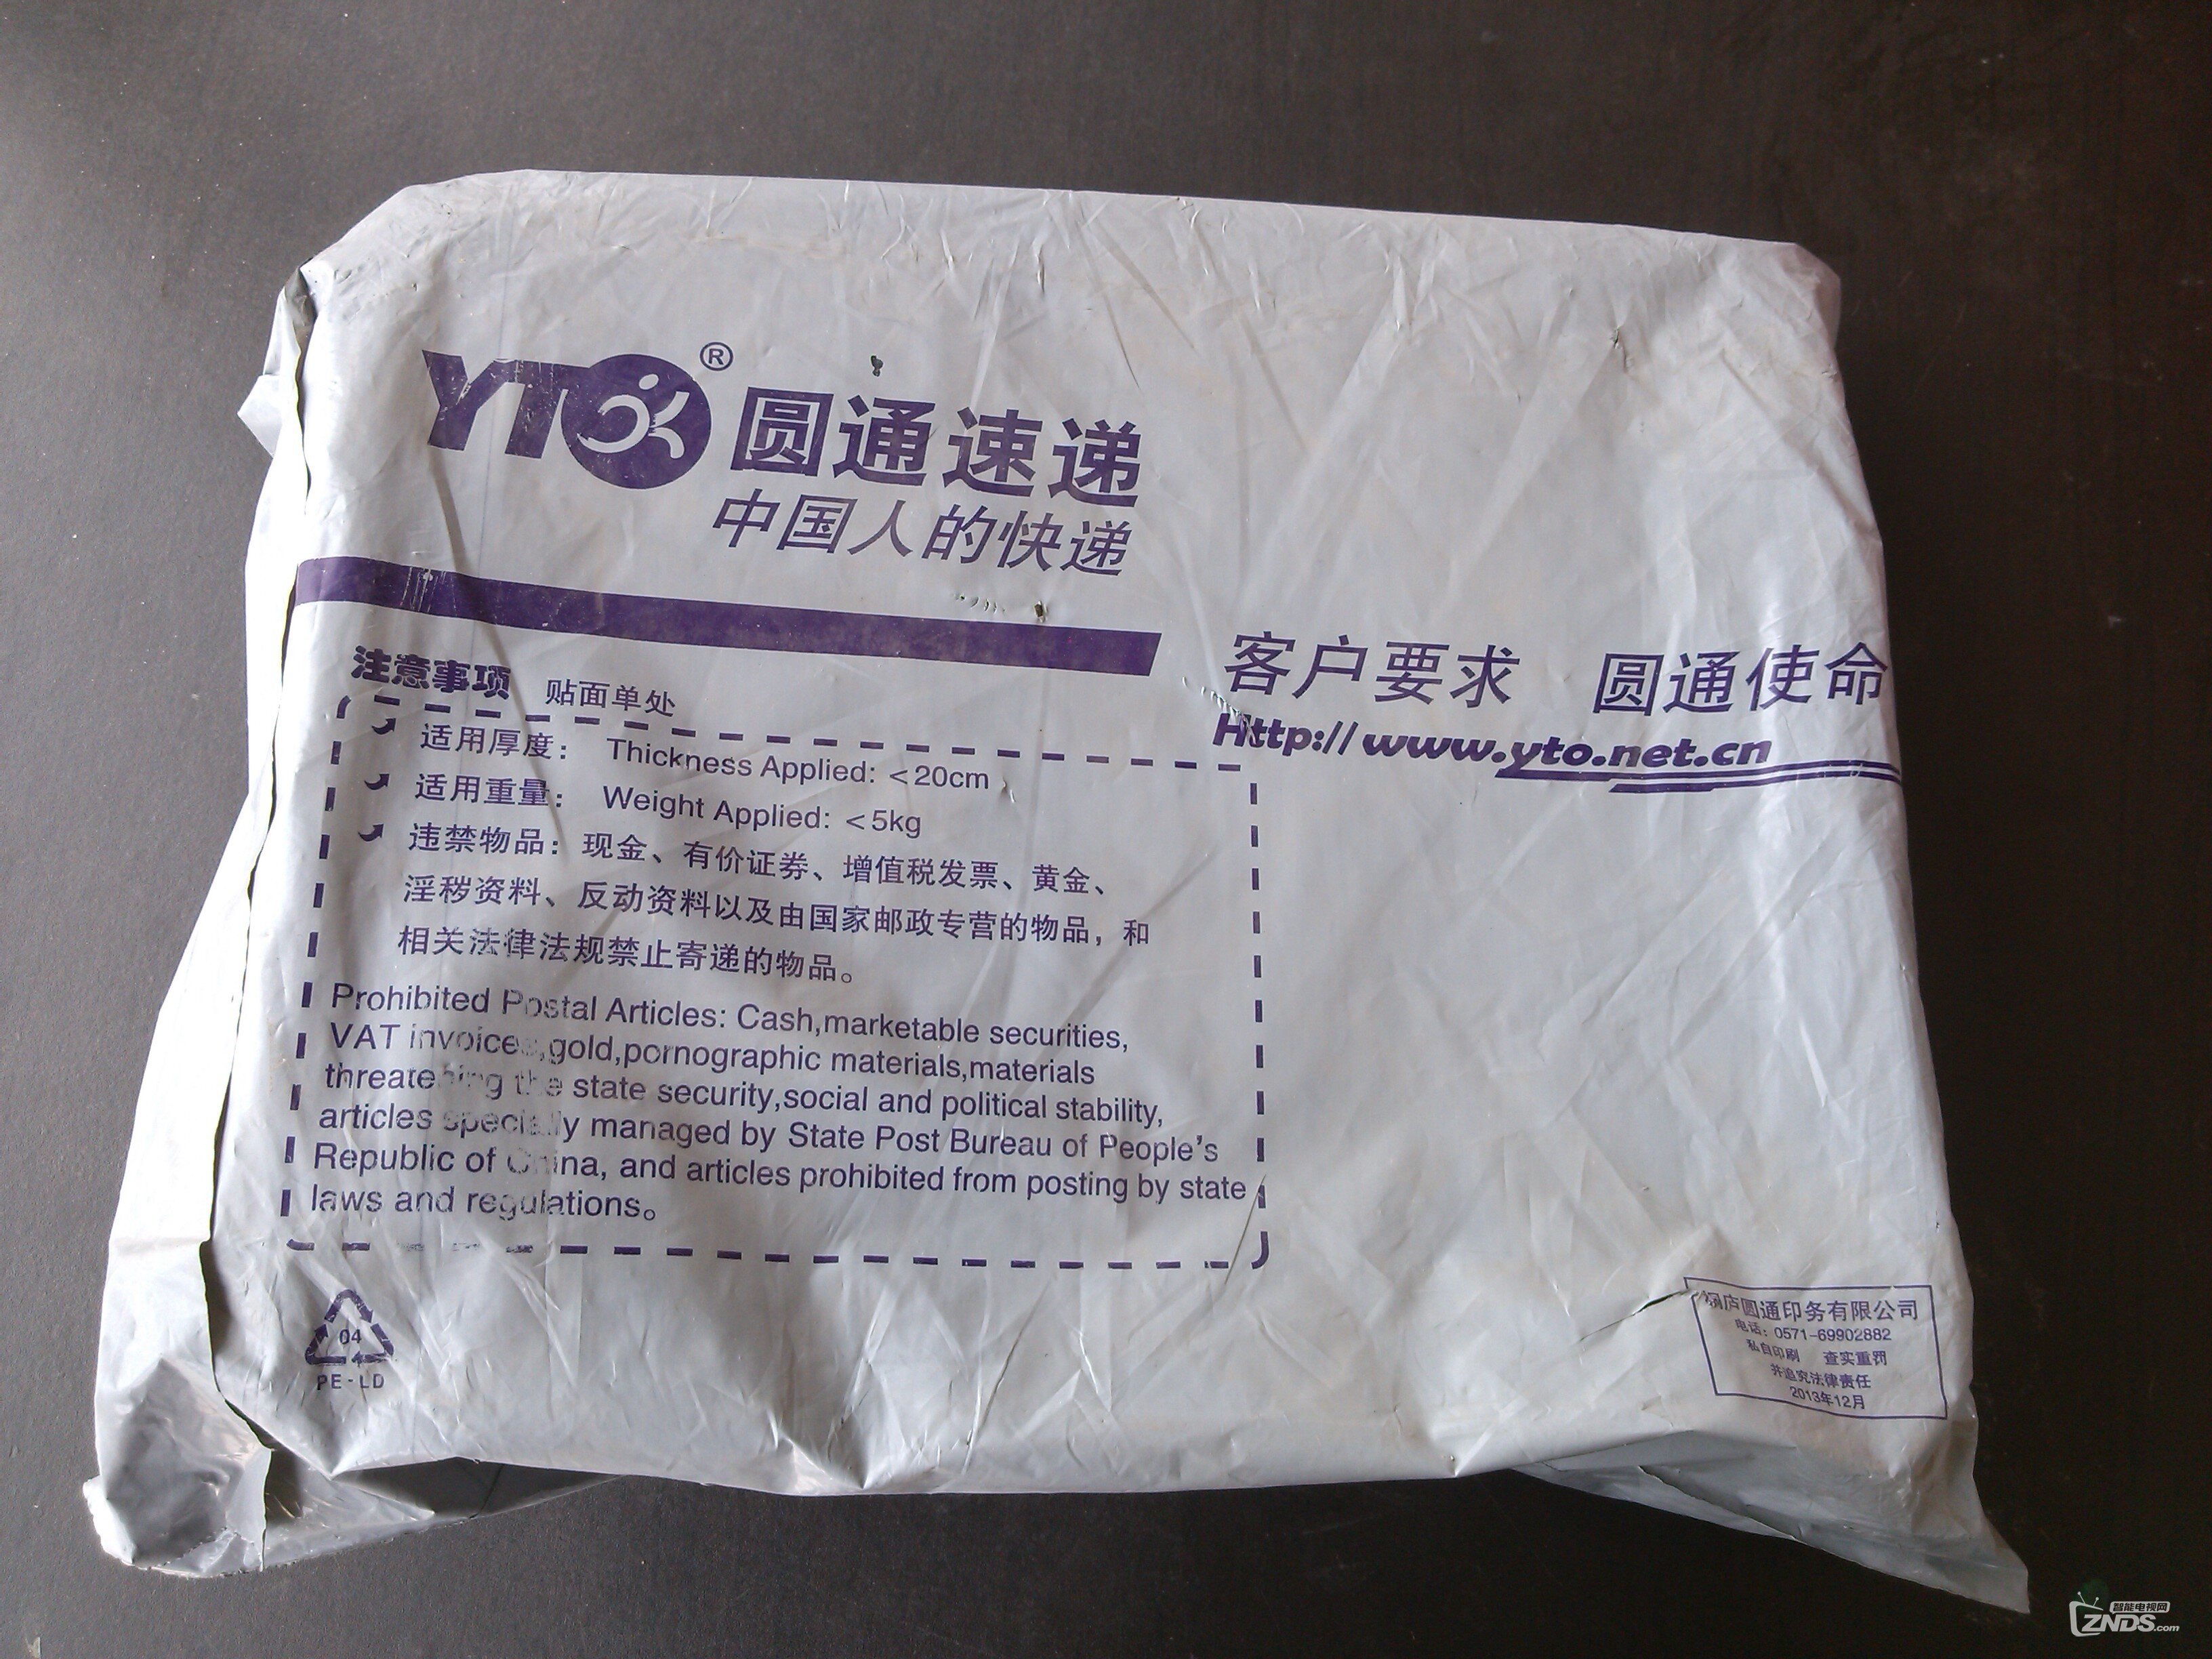 YTO® 圆通速递
中国人的快递
客户要求 圆通使命
Http://www.yto.net.cn
注意事项 贴面单处
适用厚度： Thickness Applied: <20cm
适用重量： Weight Applied: <5kg
违禁物品：现金、有价证券、增值税发票、黄金、
淫秽资料、反动资料以及由国家邮政专营的物品，和
相关法律法规禁止寄递的物品。
Prohibited Postal Articles: Cash,marketable securities,
VAT invoices,gold,pornographic materials,materials
threatening the state security,social and political stability,
articles specially managed by State Post Bureau of People's
Republic of China, and articles prohibited from posting by state
laws and regulations。
04
PE-LD
桐庐圆通印务有限公司
电话：0571-69902882
私自印刷 查实重罚
并追究法律责任
2013年12月
智能电视网
ZNDS.com